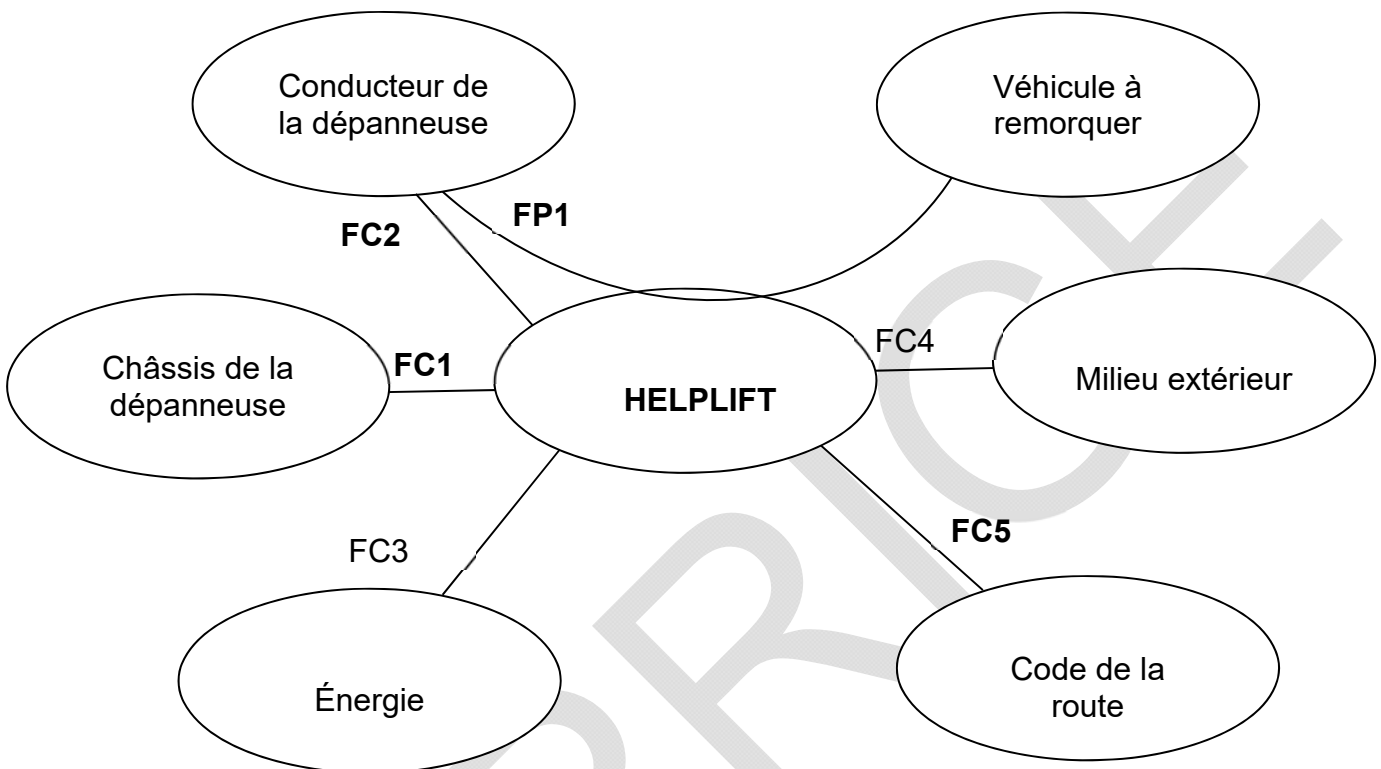 Conducteur de
la dépanneuse
Véhicule à
remorquer
FP1
FC2
Châssis de la
dépanneuse
FC1
HELPLIFT
FC4
Milieu extérieur
FC3
FC5
Énergie
Code de la
route